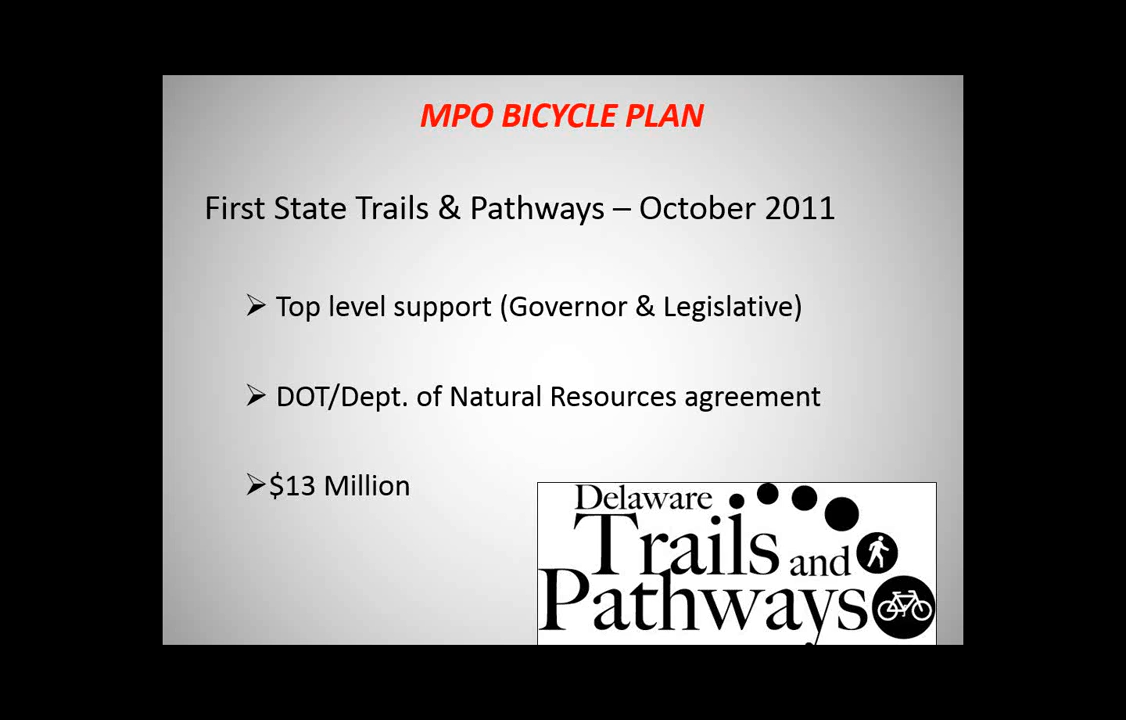 MPO BICYCLE PLAN
First State Trails & Pathways – October 2011
➢ Top level support (Governor & Legislative)
➢ DOT/Dept. of Natural Resources agreement
➢$13 Million
Delaware
Trails and
Pathways